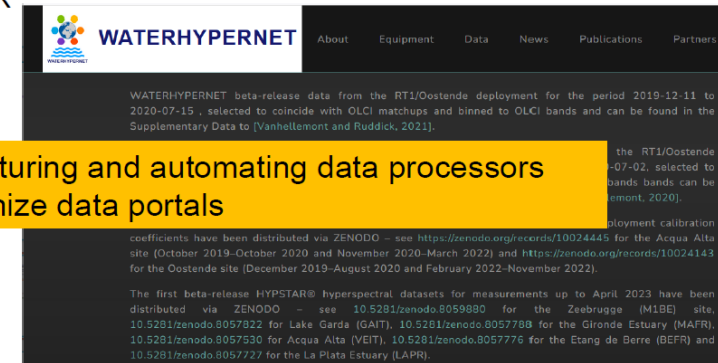 WATERHYPERNET
WATERHYPERNET About Equipment Data News Publications Partners
WATERHYPERNET beta-release data from the RT1/Oostende deployment for the period 2019-12-11 to
2020-07-15 , selected to coincide with OLCI matchups and binned to OLCI bands and can be found in the
Supplementary Data to [Vanhellemont and Ruddick, 2021].
the RT1/Oostende
turing and automating data processors
-07-02, selected to
bands bands can be
nize data portals
lemont, 2020].
ployment calibration
coefficients have been distributed via ZENODO – see https://zenodo.org/records/10024445 for the Acqua Alta
site (October 2019–October 2020 and November 2020–March 2022) and https://zenodo.org/records/10024143
for the Oostende site [December 2019–August 2020 and February 2022–November 2022).
The first beta-release HYPSTAR® hyperspectral datasets for measurements up to April 2023 have been
distributed via ZENODO – see 10.5281/zenodo.8059880 for the Zeebrugge (M1BE) site,
10.5281/zenodo.8057822 for Lake Garda (GAIT), 10.5281/zenodo.8057788 for the Gironde Estuary (MAFR),
10.5281/zenodo.8057530 for Acqua Alta (VEIT), 10.5281/zenodo.8057776 for the Etang de Berre (BEFR) and
10.5281/zenodo.8057727 for the La Plata Estuary (LAPR).